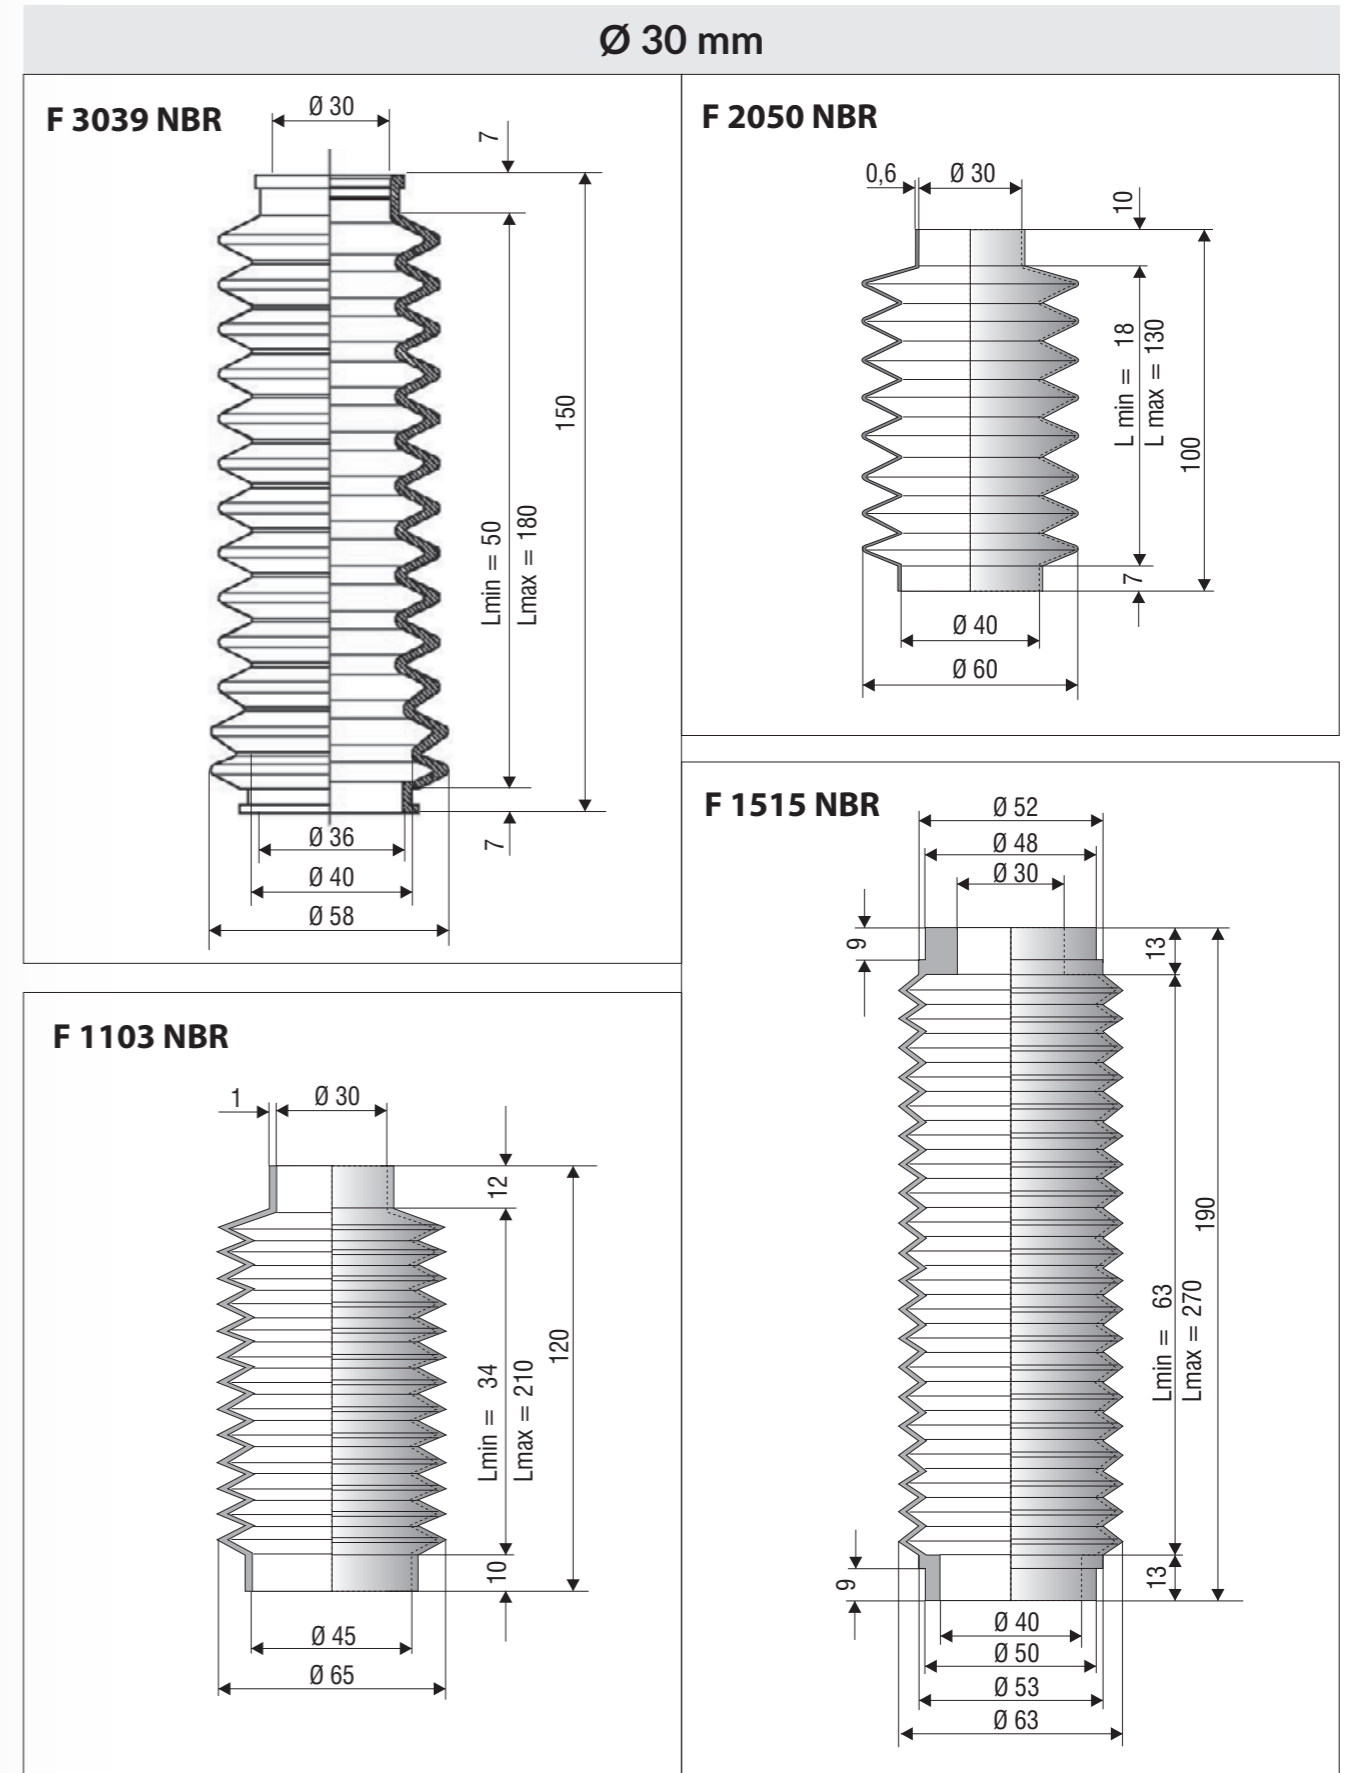 Ø 30 mm
F 3039 NBR
Ø 30
7
150
Lmin = 50
Lmax = 180
7
Ø 36
Ø 40
Ø 58
F 2050 NBR
0,6
Ø 30
10
L min = 18
L max = 130
100
7
Ø 40
Ø 60
F 1103 NBR
1
Ø 30
12
120
Lmin = 34
Lmax = 210
10
Ø 45
Ø 65
F 1515 NBR
Ø 52
Ø 48
Ø 30
9
13
190
Lmin = 63
Lmax = 270
9
13
Ø 40
Ø 50
Ø 53
Ø 63